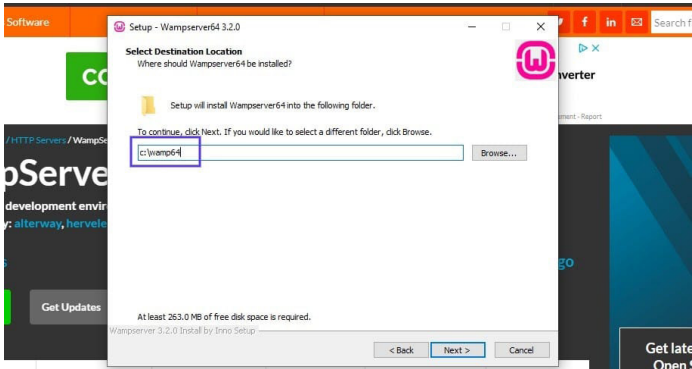 Software
Setup - Wampserver64 3.2.0
f in
Search f
Select Destination Location
Where should Wampserver64 be installed?
Setup will install Wampserver64 into the following folder.
To continue, click Next. If you would like to select a different folder, click Browse.
c:\wamp64
Browse...
At least 263.0 MB of free disk space is required.
Wampserver 3.2.0 Install by Inno Setup
< Back
Next >
Cancel
CO
nverter
ment - Report
/ HTTP Servers / WampSe
pServe
development envir
y: alterway, hervele
s
go
Get Updates
Get late
Open S